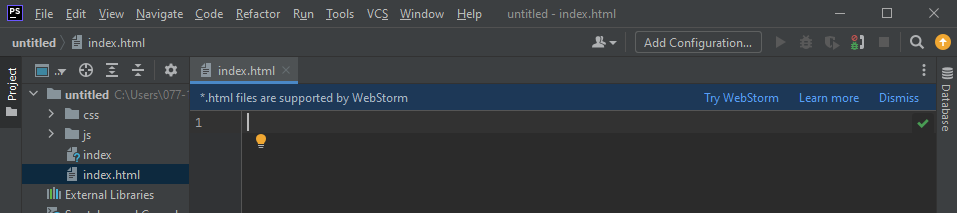 PS File Edit View Navigate Code Refactor Run Tools VCS Window Help untitled - index.html
untitled index.html Add Configuration...
Project
index.html
untitled C:\Users\077-
*.html files are supported by WebStorm Try WebStorm Learn more Dismiss
css
1
js
index
index.html
External Libraries
Database